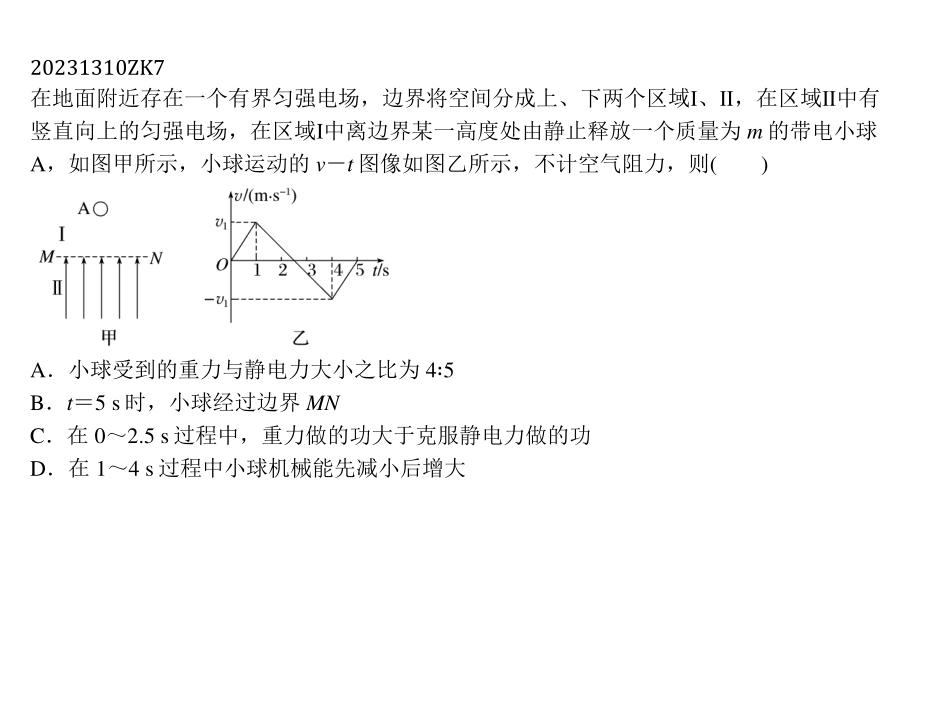 20231310ZK7
在地面附近存在一个有界匀强电场，边界将空间分成上、下两个区域Ⅰ、Ⅱ，在区域Ⅱ中有
竖直向上的匀强电场，在区域Ⅰ中离边界某一高度处由静止释放一个质量为 m 的带电小球
A，如图甲所示，小球运动的 v－t 图像如图乙所示，不计空气阻力，则(　　)
A
Ⅰ
M
N
Ⅱ
甲
v/(m·s⁻¹)
v₁
O 1 2 3 4 5 t/s
－v₁
乙
A．小球受到的重力与静电力大小之比为 4∶5
B．t＝5 s 时，小球经过边界 MN
C．在 0～2.5 s 过程中，重力做的功大于克服静电力做的功
D．在 1～4 s 过程中小球机械能先减小后增大